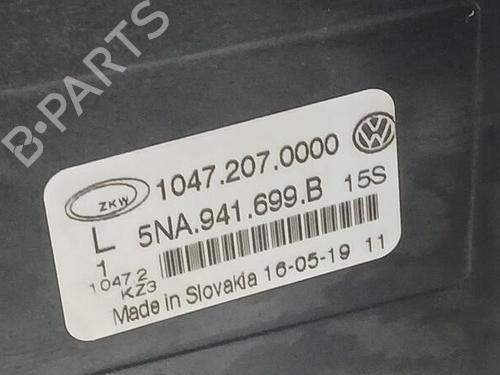 B-PARTS
ZKW 1047.207.0000
L 5NA.941.699.B 15S
1
1047 2
KZ3
Made in Slovakia 16-05-19 11